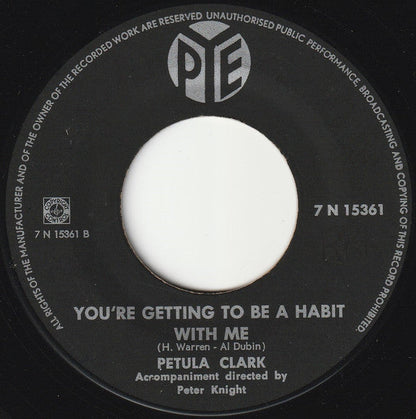 ALL RIGHTS OF THE MANUFACTURER AND OF THE OWNER OF THE RECORDED WORK ARE RESERVED UNAUTHORISED PUBLIC PERFORMANCE, BROADCASTING AND COPYING OF THIS RECORD PROHIBITED
PYE
7 N 15361
7 N 15361 B
YOU'RE GETTING TO BE A HABIT
WITH ME
(H. Warren - Al Dubin)
PETULA CLARK
Accompaniment directed by
Peter Knight